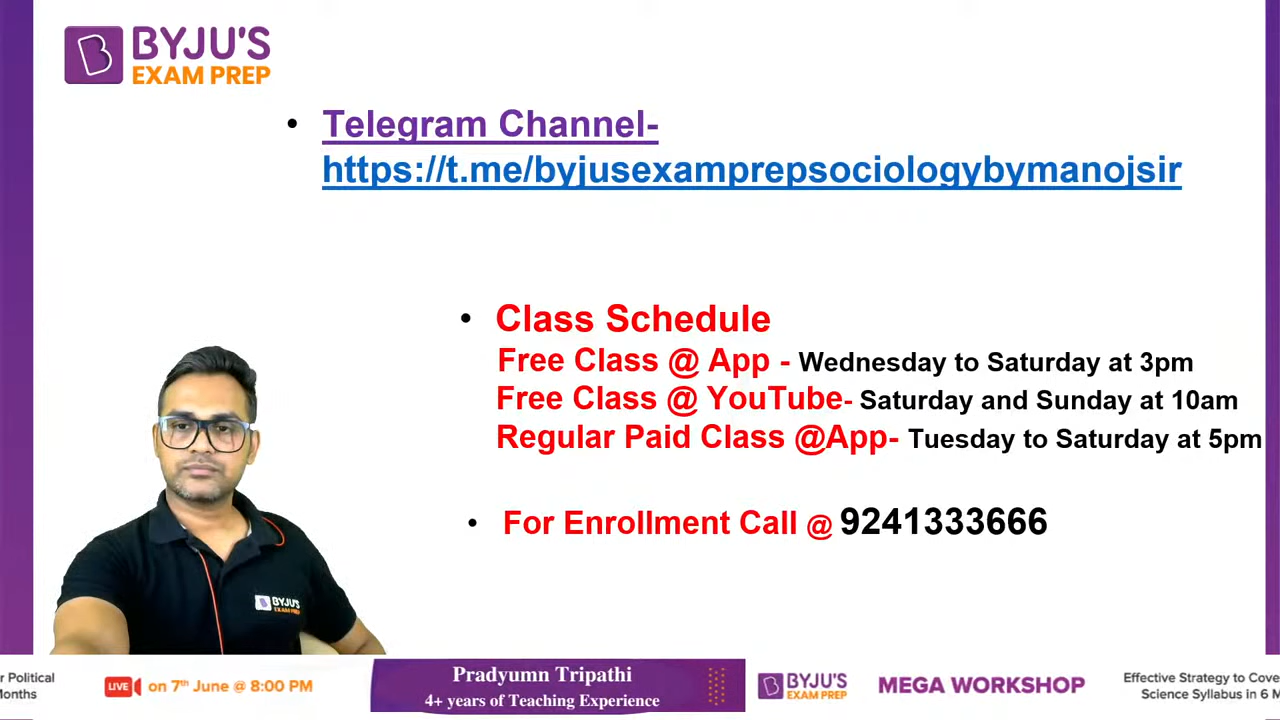 BYJU'S
EXAM PREP
• Telegram Channel-
https://t.me/byjusexamprepsociologybymanojsir
• Class Schedule
Free Class @ App - Wednesday to Saturday at 3pm
Free Class @ YouTube- Saturday and Sunday at 10am
Regular Paid Class @App- Tuesday to Saturday at 5pm
• For Enrollment Call @ 9241333666
BYJU'S
EXAM PREP
r Political
Months
LIVE on 7th June @ 8:00 PM
Pradyumn Tripathi
4+ years of Teaching Experience
BYJU'S
EXAM PREP
MEGA WORKSHOP
Effective Strategy to Cove
Science Syllabus in 6 M